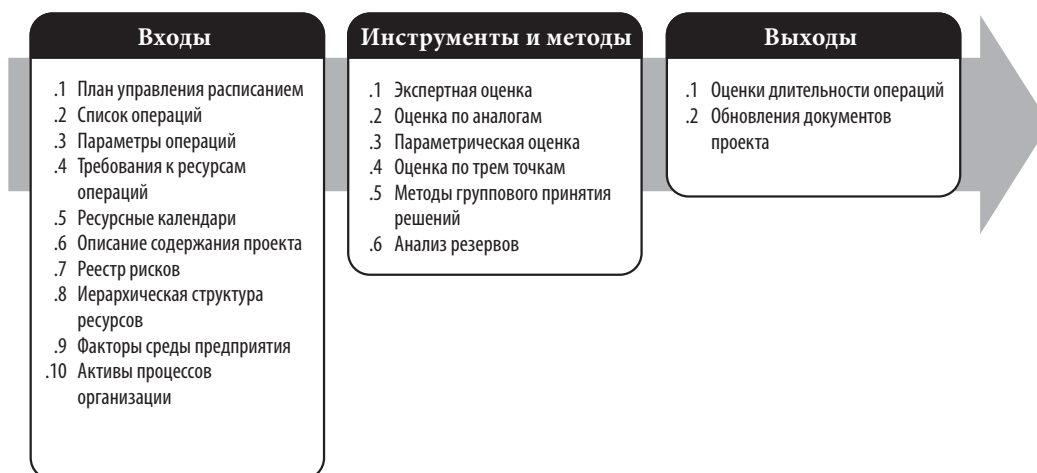 Входы
.1 План управления расписанием
.2 Список операций
.3 Параметры операций
.4 Требования к ресурсам
операций
.5 Ресурсные календари
.6 Описание содержания проекта
.7 Реестр рисков
.8 Иерархическая структура
ресурсов
.9 Факторы среды предприятия
.10 Активы процессов
организации
Инструменты и методы
.1 Экспертная оценка
.2 Оценка по аналогам
.3 Параметрическая оценка
.4 Оценка по трем точкам
.5 Методы группового принятия
решений
.6 Анализ резервов
Выходы
.1 Оценки длительности операций
.2 Обновления документов
проекта